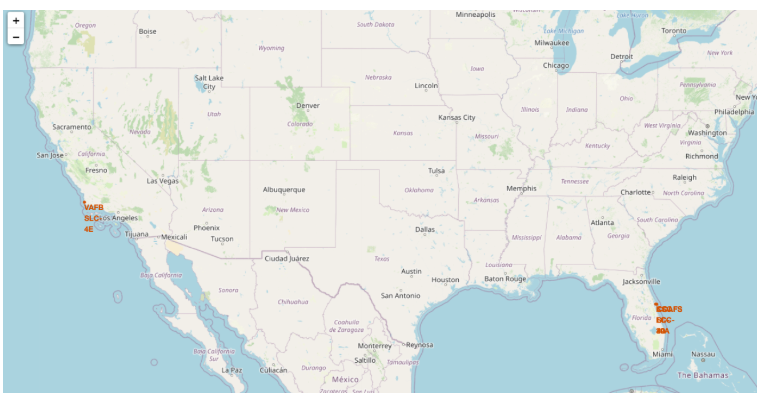 +
−
Minneapolis
Oregon
Boise
South Dakota
Wyoming
Lake Michigan
Toronto
Milwaukee
Detroit
New York
Chicago
Salt Lake
City
Nebraska
Iowa
Lincoln
Pennsylvania
Denver
Utah
Illinois
Indiana
Ohio
Philadelphia
Colorado
Kansas City
Sacramento
Nevada
Kansas
Missouri
West Virginia
Washington
Kentucky
Virginia
San Jose
California
Richmond
Fresno
Tulsa
Las Vegas
Raleigh
Albuquerque
Oklahoma
Memphis
Tennessee
Charlotte
North Carolina
Arkansas
VAFB
SLC-
4E
Los Angeles
Arizona
New Mexico
South Carolina
Phoenix
Dallas
Atlanta
Tijuana
Mexicali
Tucson
Mississippi
Alabama
Georgia
Ciudad Juárez
Texas
Louisiana
Baja California
Austin
Baton Rouge
Houston
Jacksonville
Sonora
San Antonio
Chihuahua
Florida
Coahuila
de Zaragoza
Monterrey
Reynosa
Baja California
Sur
Saltillo
Tamaulipas
Miami
Nassau
La Paz
Culiacán
Durango
The Bahamas
México